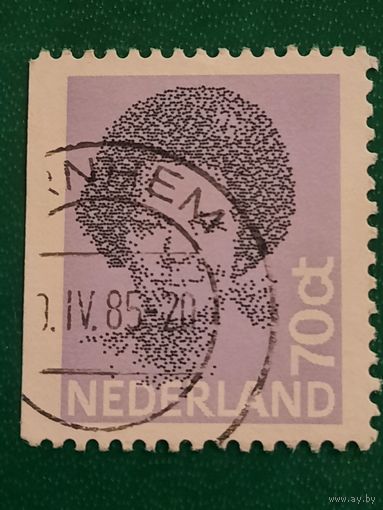 NHEM
.IV.85-20
70ct
NEDERLAND
www.ay.by